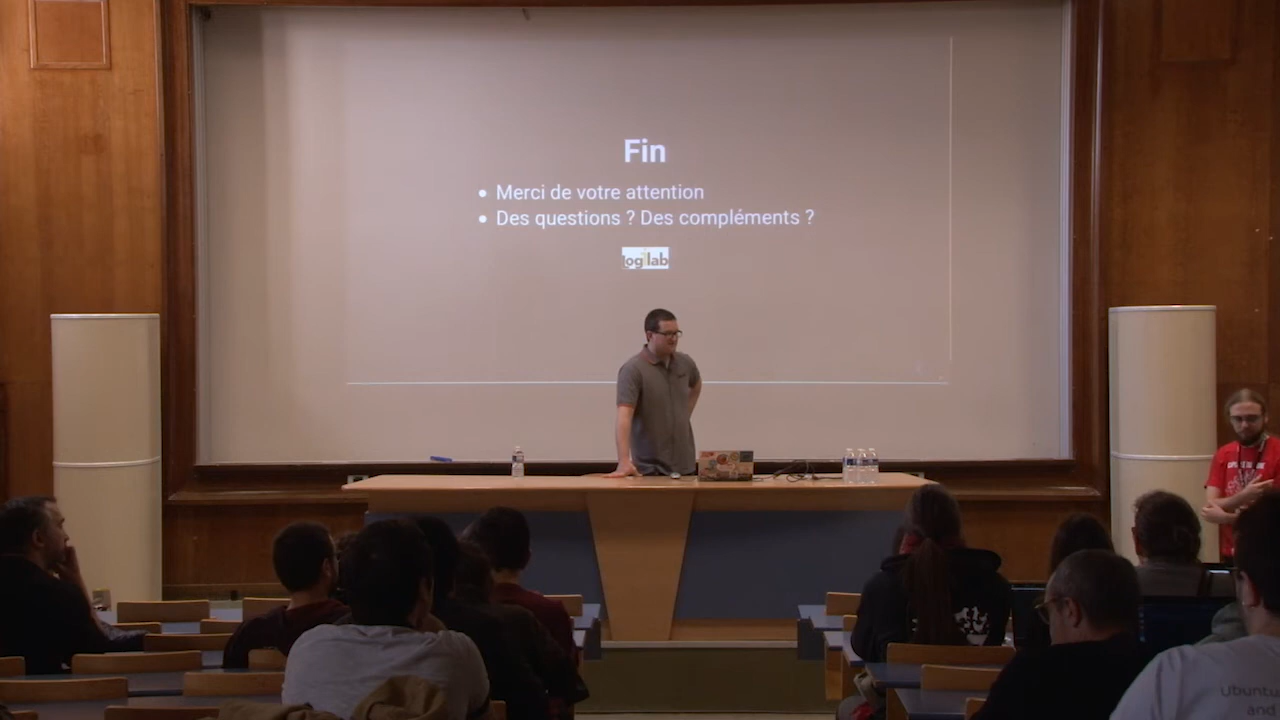 Fin
Merci de votre attention
Des questions ? Des compléments ?
logilab
Ubuntu
and